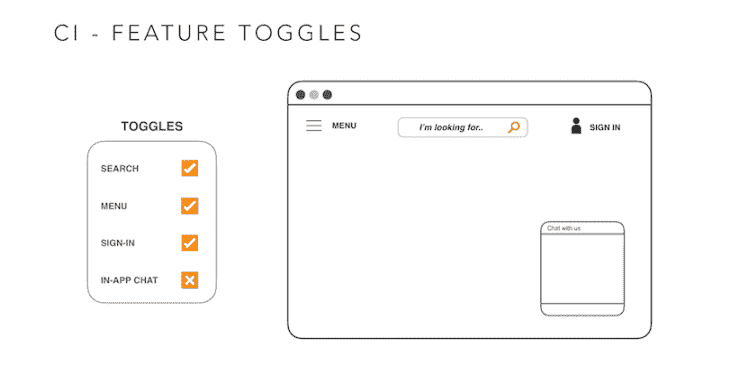 CI - FEATURE TOGGLES
TOGGLES
SEARCH
MENU
SIGN-IN
IN-APP CHAT
MENU
I'm looking for..
SIGN IN
Chat with us